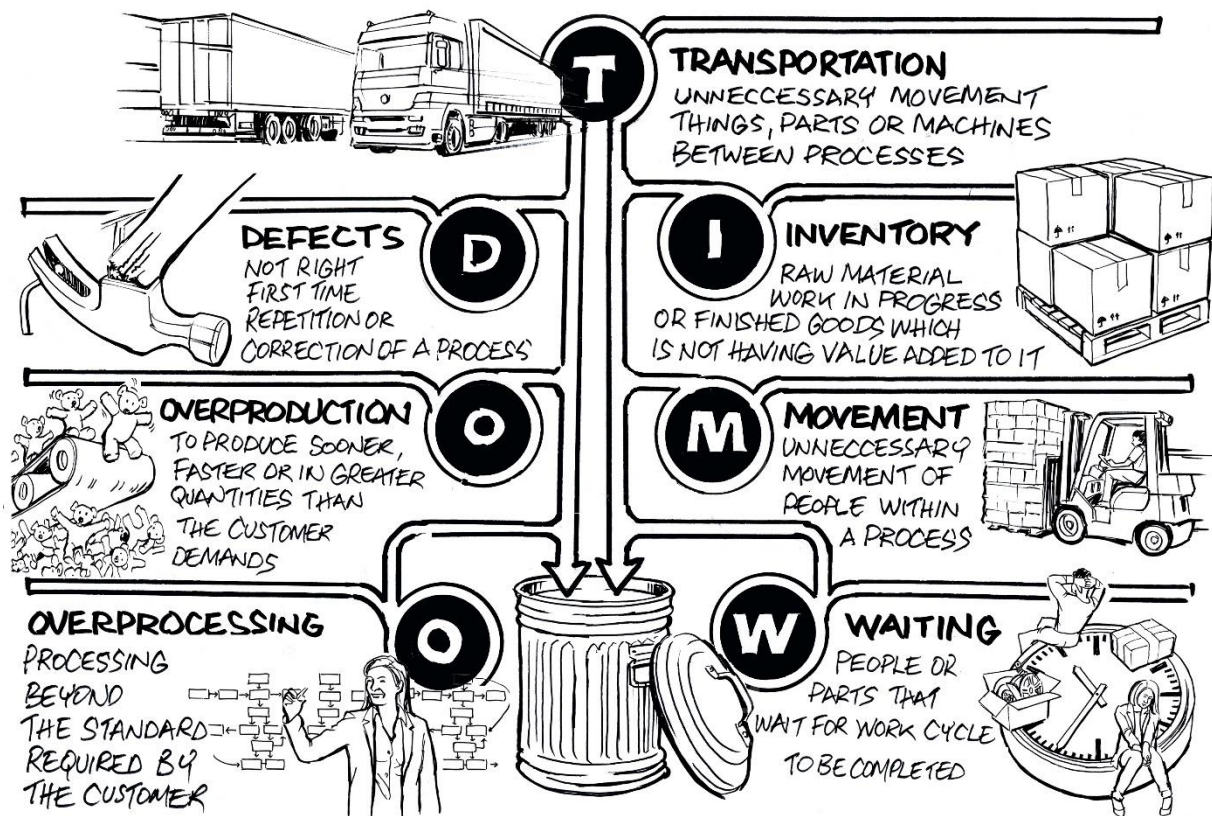 T
TRANSPORTATION
UNNECCESSARY MOVEMENT
THINGS, PARTS OR MACHINES
BETWEEN PROCESSES
I
INVENTORY
RAW MATERIAL
WORK IN PROGRESS
OR FINISHED GOODS WHICH
IS NOT HAVING VALUE ADDED TO IT
M
MOVEMENT
UNNECCESSARY
MOVEMENT OF
PEOPLE WITHIN
A PROCESS
W
WAITING
PEOPLE OR
PARTS THAT
WAIT FOR WORK CYCLE
TO BE COMPLETED
D
DEFECTS
NOT RIGHT
FIRST TIME
REPETITION OR
CORRECTION OF A PROCESS
O
OVERPRODUCTION
TO PRODUCE SOONER,
FASTER OR IN GREATER
QUANTITIES THAN
THE CUSTOMER
DEMANDS
O
OVERPROCESSING
PROCESSING
BEYOND
THE STANDARD
REQUIRED BY
THE CUSTOMER